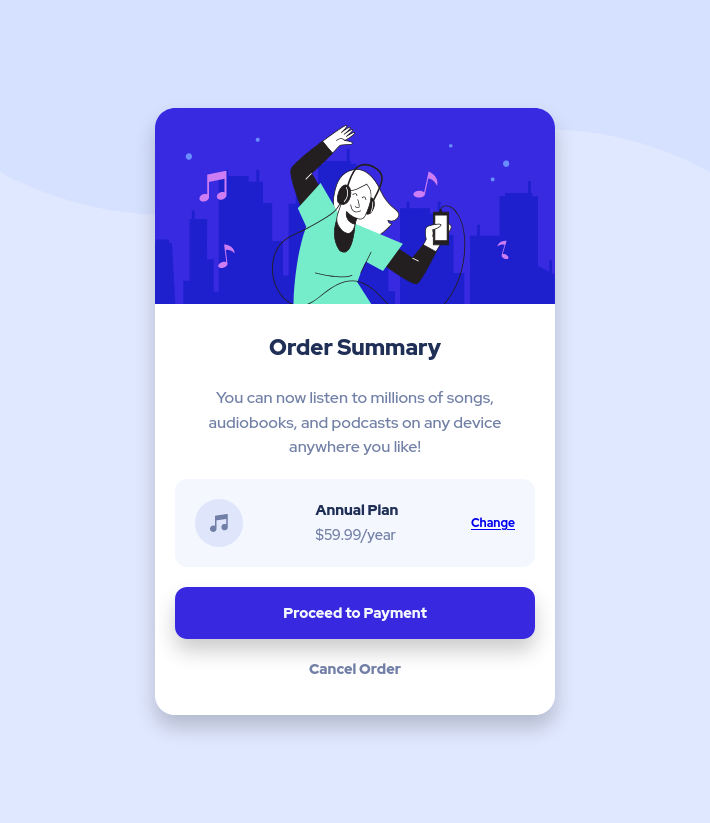 Order Summary
You can now listen to millions of songs,
audiobooks, and podcasts on any device
anywhere you like!
Annual Plan
$59.99/year
Change
Proceed to Payment
Cancel Order